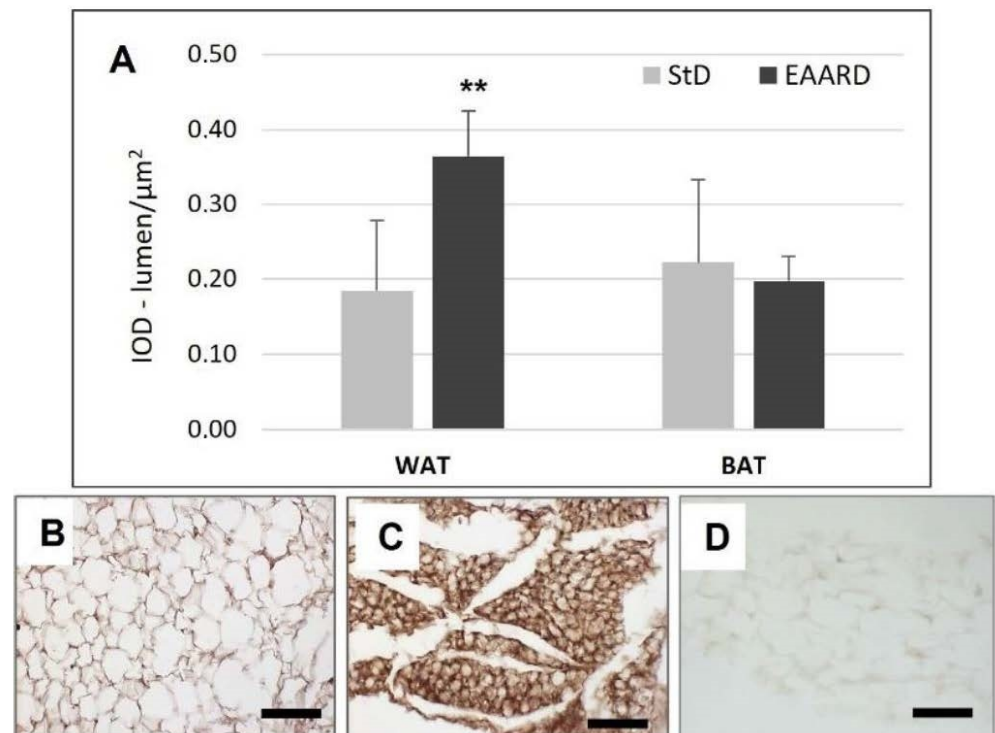 A
0.50
StD
EAARD
**
0.40
0.30
0.20
0.10
0.00
IOD - lumen/µm²
WAT
BAT
B
C
D